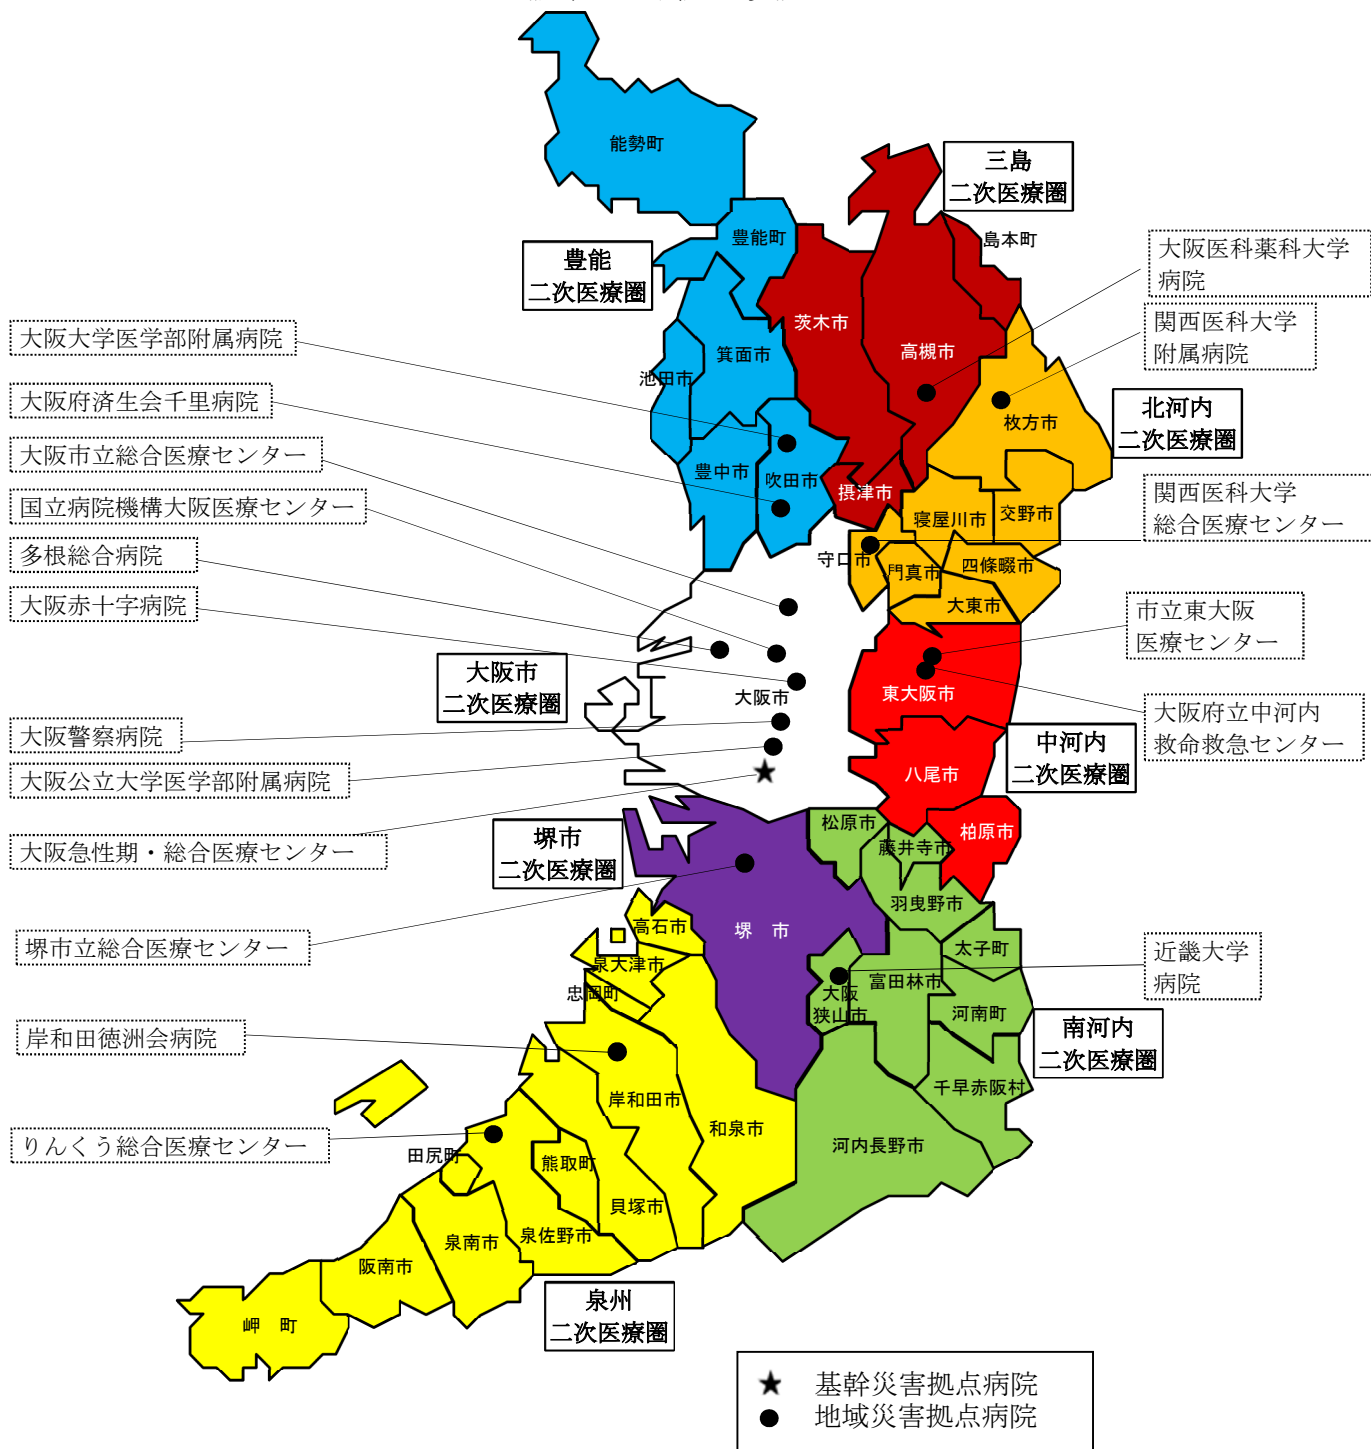 能勢町
三島
二次医療圏
豊能町
島本町
大阪医科薬科大学
病院
豊能
二次医療圏
茨木市
高槻市
関西医科大学
附属病院
大阪大学医学部附属病院
箕面市
池田市
大阪府済生会千里病院
北河内
二次医療圏
枚方市
大阪市立総合医療センター
豊中市
吹田市
摂津市
関西医科大学
総合医療センター
国立病院機構大阪医療センター
寝屋川市
交野市
多根総合病院
守口市
門真市
四條畷市
大阪赤十字病院
大東市
市立東大阪
医療センター
大阪市
二次医療圏
大阪市
東大阪市
大阪府立中河内
救命救急センター
大阪警察病院
中河内
二次医療圏
大阪公立大学医学部附属病院
八尾市
松原市
柏原市
堺市
二次医療圏
大阪急性期・総合医療センター
藤井寺市
羽曳野市
堺市立総合医療センター
高石市
堺 市
太子町
近畿大学
病院
泉大津市
富田林市
忠岡町
大阪
狭山市
河南町
岸和田徳洲会病院
南河内
二次医療圏
千早赤阪村
岸和田市
和泉市
河内長野市
りんくう総合医療センター
田尻町
熊取町
貝塚市
泉佐野市
泉南市
阪南市
泉州
二次医療圏
岬 町
★ 基幹災害拠点病院
● 地域災害拠点病院